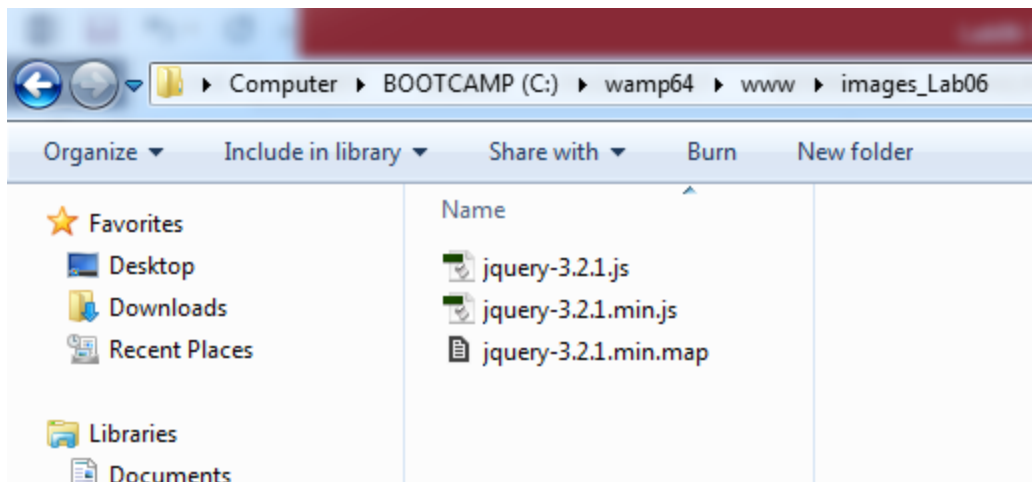 Computer BOOTCAMP (C:) wamp64 www images_Lab06
Organize Include in library Share with Burn New folder
Favorites
Desktop
Downloads
Recent Places
Libraries
Documents
Name
jquery-3.2.1.js
jquery-3.2.1.min.js
jquery-3.2.1.min.map